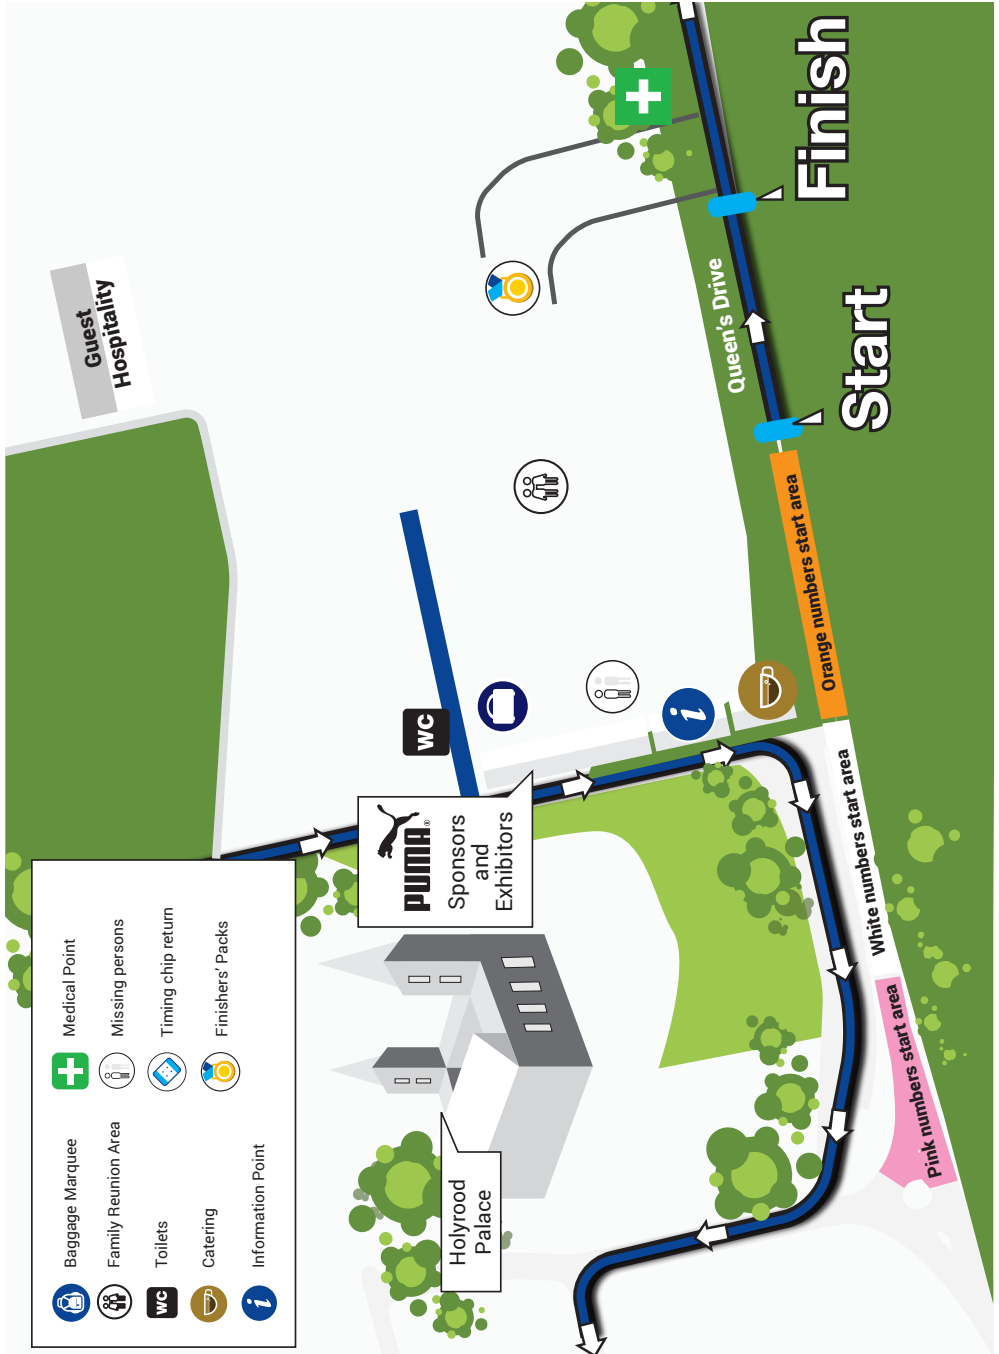 Baggage Marquee
Family Reunion Area
WC
Toilets
Catering
i
Information Point
Medical Point
Missing persons
Timing chip return
Finishers' Packs
Holyrood
Palace
PUMA®
Sponsors
and
Exhibitors
WC
i
Guest
Hospitality
Queen's Drive
Pink numbers start area
White numbers start area
Orange numbers start area
Start
Finish